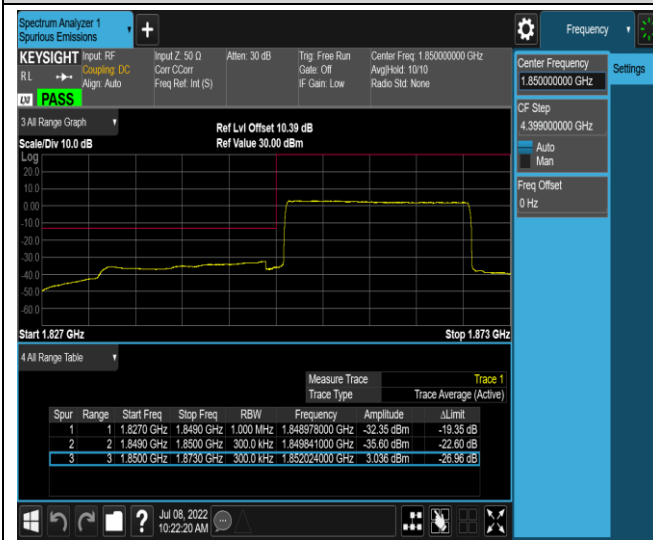 Spectrum Analyzer 1
Spurious Emissions
Frequency
KEYSIGHT Input: RF Input Z: 50 Ω Atten: 30 dB Trig: Free Run Center Freq: 1.850000000 GHz
RL Coupling: DC Corr CCorr Gate: Off Avg|Hold: 10/10
Align: Auto Freq Ref: Int (S) IF Gain: Low Radio Std: None
LXI PASS
Center Frequency
1.850000000 GHz
Settings
CF Step
4.399000000 GHz
Auto
Man
Freq Offset
0 Hz
3 All Range Graph
Ref Lvl Offset 10.39 dB
Scale/Div 10.0 dB Ref Value 30.00 dBm
Log
20.0
10.0
0.00
-10.0
-20.0
-30.0
-40.0
-50.0
-60.0
Start 1.827 GHz Stop 1.873 GHz
4 All Range Table
Measure Trace Trace 1
Trace Type Trace Average (Active)
Spur Range Start Freq Stop Freq RBW Frequency Amplitude ΔLimit
1 1 1.8270 GHz 1.8490 GHz 1.000 MHz 1.848978000 GHz -32.35 dBm -19.35 dB
2 2 1.8490 GHz 1.8500 GHz 300.0 kHz 1.849841000 GHz -35.60 dBm -22.60 dB
3 3 1.8500 GHz 1.8730 GHz 300.0 kHz 1.852024000 GHz 3.036 dBm -26.96 dB
Jul 08, 2022
10:22:20 AM